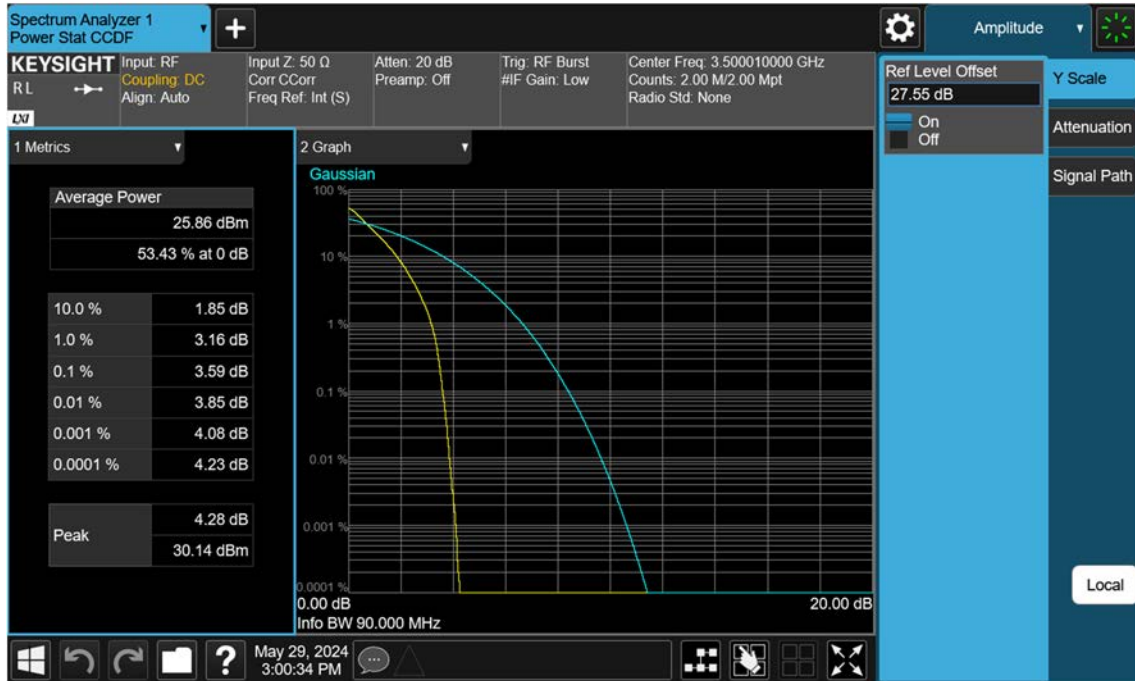 Spectrum Analyzer 1
Power Stat CCDF
+
Amplitude
KEYSIGHT
RL
LXI
Input: RF
Coupling: DC
Align: Auto
Input Z: 50 Ω
Corr CCorr
Freq Ref: Int (S)
Atten: 20 dB
Preamp: Off
Trig: RF Burst
#IF Gain: Low
Center Freq: 3.500010000 GHz
Counts: 2.00 M/2.00 Mpt
Radio Std: None
Ref Level Offset
27.55 dB
On
Off
Y Scale
Attenuation
Signal Path
Local
1 Metrics
Average Power
25.86 dBm
53.43 % at 0 dB
10.0 % 1.85 dB
1.0 % 3.16 dB
0.1 % 3.59 dB
0.01 % 3.85 dB
0.001 % 4.08 dB
0.0001 % 4.23 dB
Peak 4.28 dB
30.14 dBm
2 Graph
Gaussian
100 %
10 %
1 %
0.1 %
0.01 %
0.001 %
0.0001 %
0.00 dB 20.00 dB
Info BW 90.000 MHz
?
May 29, 2024
3:00:34 PM